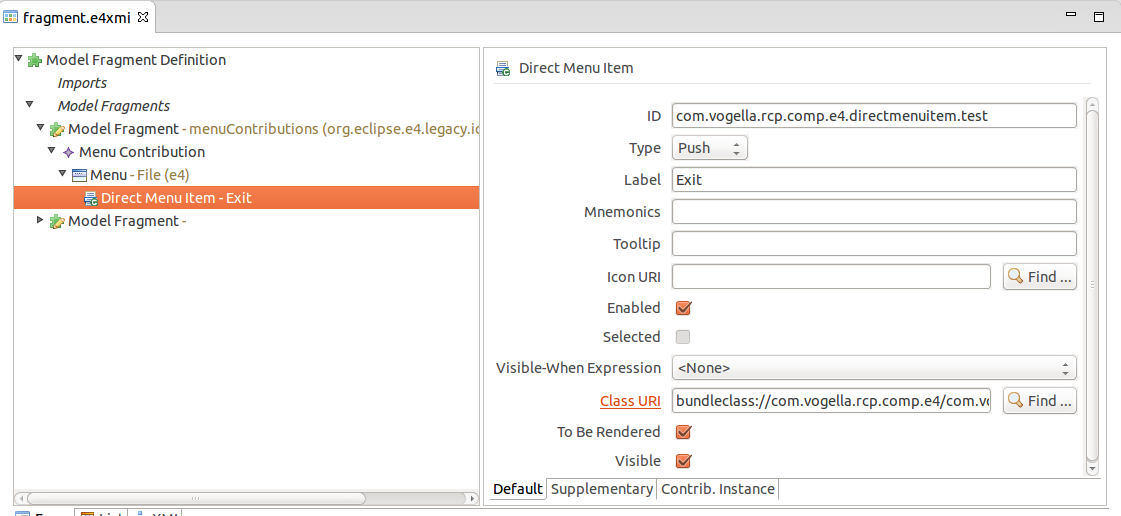 fragment.e4xmi
Model Fragment Definition
Imports
Model Fragments
Model Fragment - menuContributions (org.eclipse.e4.legacy.ic
Menu Contribution
Menu - File (e4)
Direct Menu Item - Exit
Model Fragment -
Direct Menu Item
ID com.vogella.rcp.comp.e4.directmenuitem.test
Type Push
Label Exit
Mnemonics
Tooltip
Icon URI Find ...
Enabled
Selected
Visible-When Expression <None>
Class URI bundleclass://com.vogella.rcp.comp.e4/com.vo Find ...
To Be Rendered
Visible
Default Supplementary Contrib. Instance